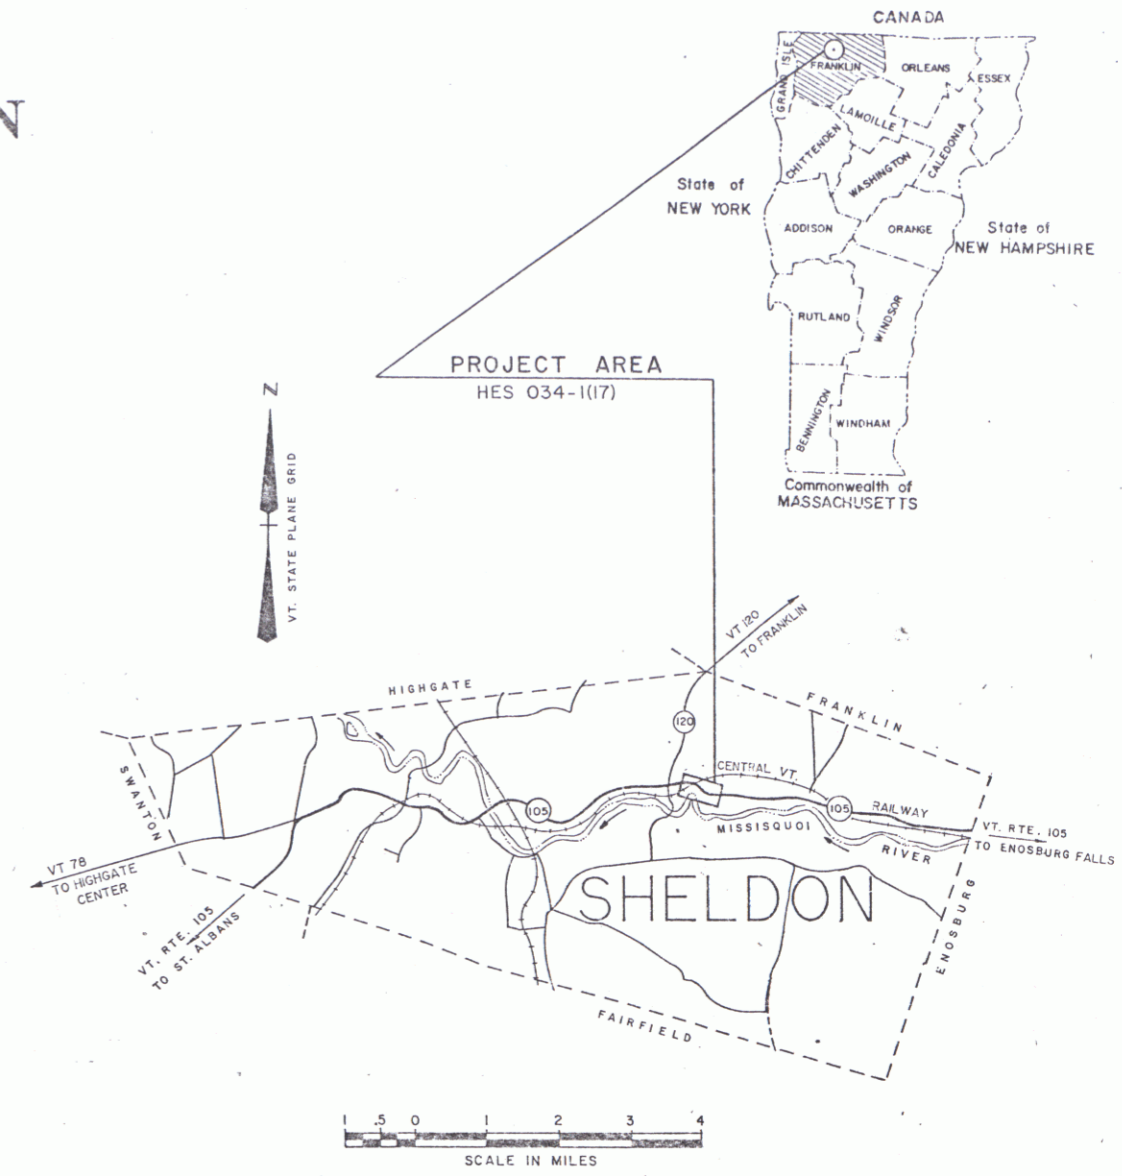 CANADA
N
GRAND ISLE
FRANKLIN
ORLEANS
ESSEX
LAMOILLE
CHITTENDEN
WASHINGTON
CALEDONIA
State of
NEW YORK
ADDISON
ORANGE
State of
NEW HAMPSHIRE
RUTLAND
WINDSOR
PROJECT AREA
HES 034-1(17)
BENNINGTON
WINDHAM
Commonwealth of
MASSACHUSETTS
N
VT. STATE PLANE GRID
VT 120
TO FRANKLIN
HIGHGATE
FRANKLIN
120
SWANTON
CENTRAL VT.
RAILWAY
105
105
MISSISQUOI
RIVER
VT. RTE. 105
TO ENOSBURG FALLS
VT 78
TO HIGHGATE
CENTER
SHELDON
VT. RTE. 105
TO ST. ALBANS
ENOSBURG
FAIRFIELD
1 .5 0 1 2 3 4
SCALE IN MILES